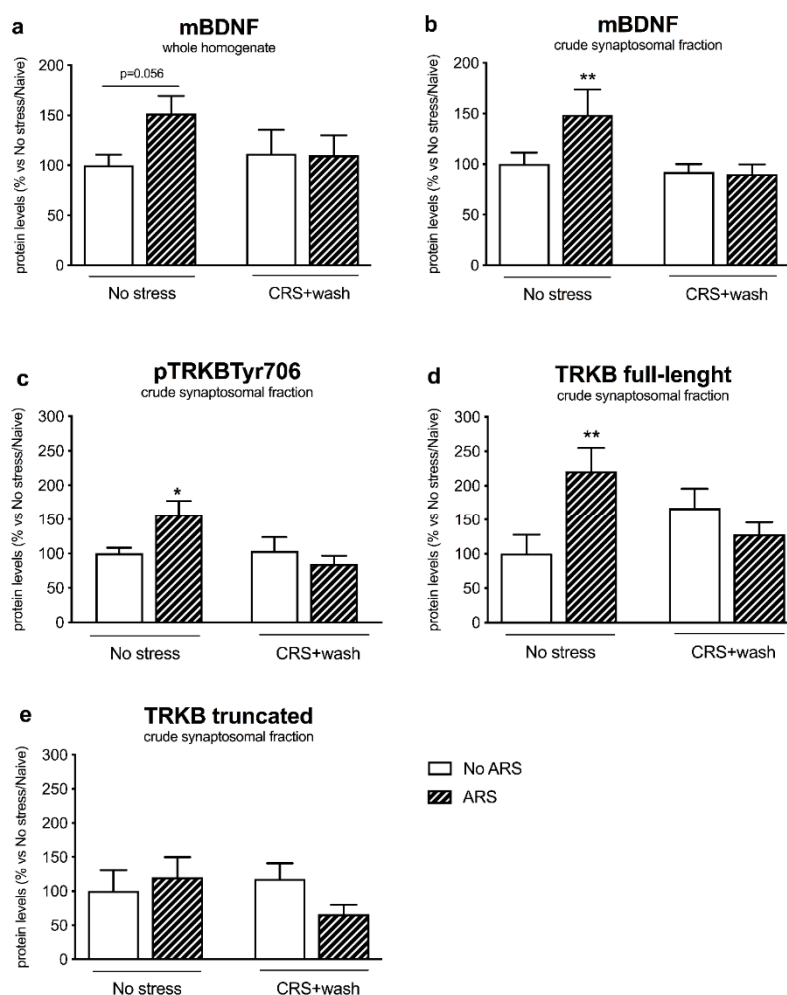 a
mBDNF
whole homogenate
protein levels (% vs No stress/Naive)
200
150
100
50
0
p=0.056
No stress
CRS+wash
b
mBDNF
crude synaptosomal fraction
protein levels (% vs No stress/Naive)
200
150
100
50
0
**
No stress
CRS+wash
c
pTRKBTyr706
crude synaptosomal fraction
protein levels (% vs No stress/Naive)
300
250
200
150
100
50
0
*
No stress
CRS+wash
d
TRKB full-lenght
crude synaptosomal fraction
protein levels (% vs No stress/Naive)
300
250
200
150
100
50
0
**
No stress
CRS+wash
e
TRKB truncated
crude synaptosomal fraction
protein levels (% vs No stress/Naive)
300
250
200
150
100
50
0
No stress
CRS+wash
No ARS
ARS